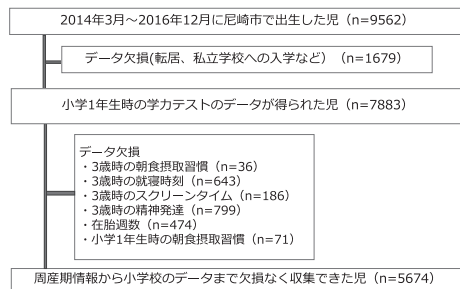 2014年3月～2016年12月に尼崎市で出生した児（n=9562）
データ欠損(転居、私立学校への入学など）（n=1679）
小学1年生時の学力テストのデータが得られた児（n=7883）
データ欠損
・3歳時の朝食摂取習慣（n=36）
・3歳時の就寝時刻（n=643）
・3歳時のスクリーンタイム（n=186）
・3歳時の精神発達（n=799）
・在胎週数（n=474）
・小学1年生時の朝食摂取習慣（n=71）
周産期情報から小学校のデータまで欠損なく収集できた児（n=5674）